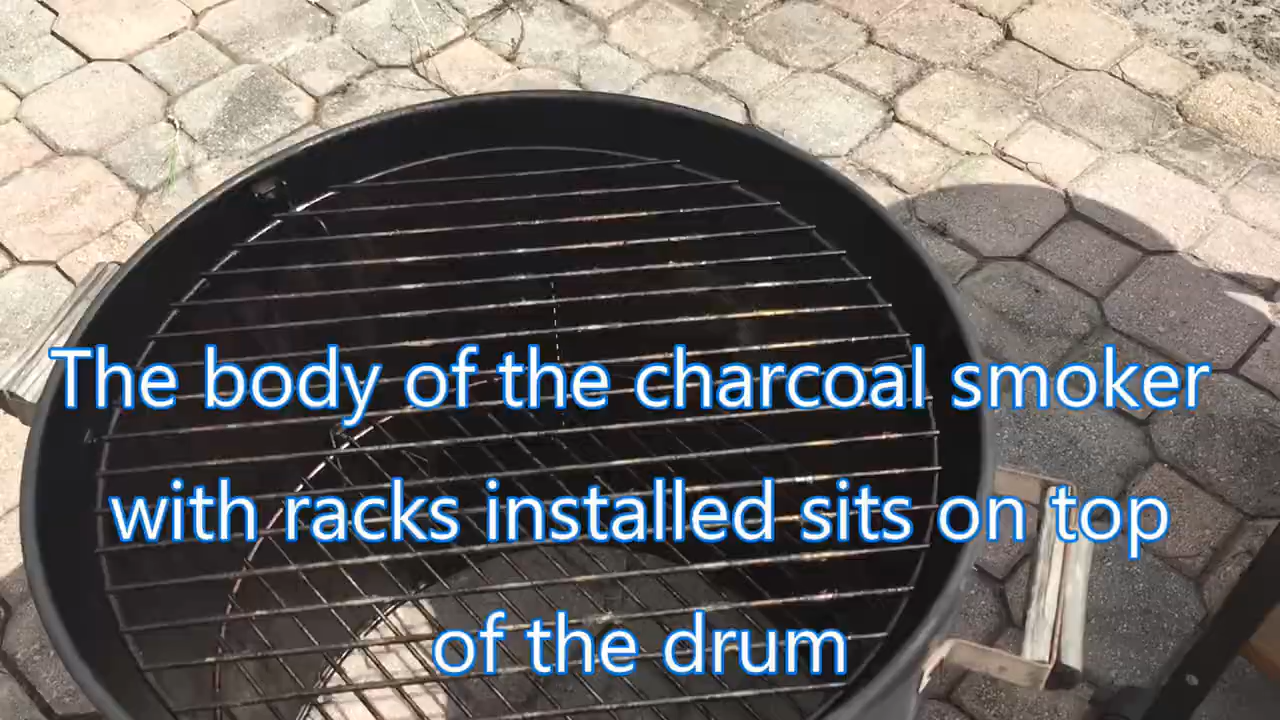 The body of the charcoal smoker
with racks installed sits on top
of the drum